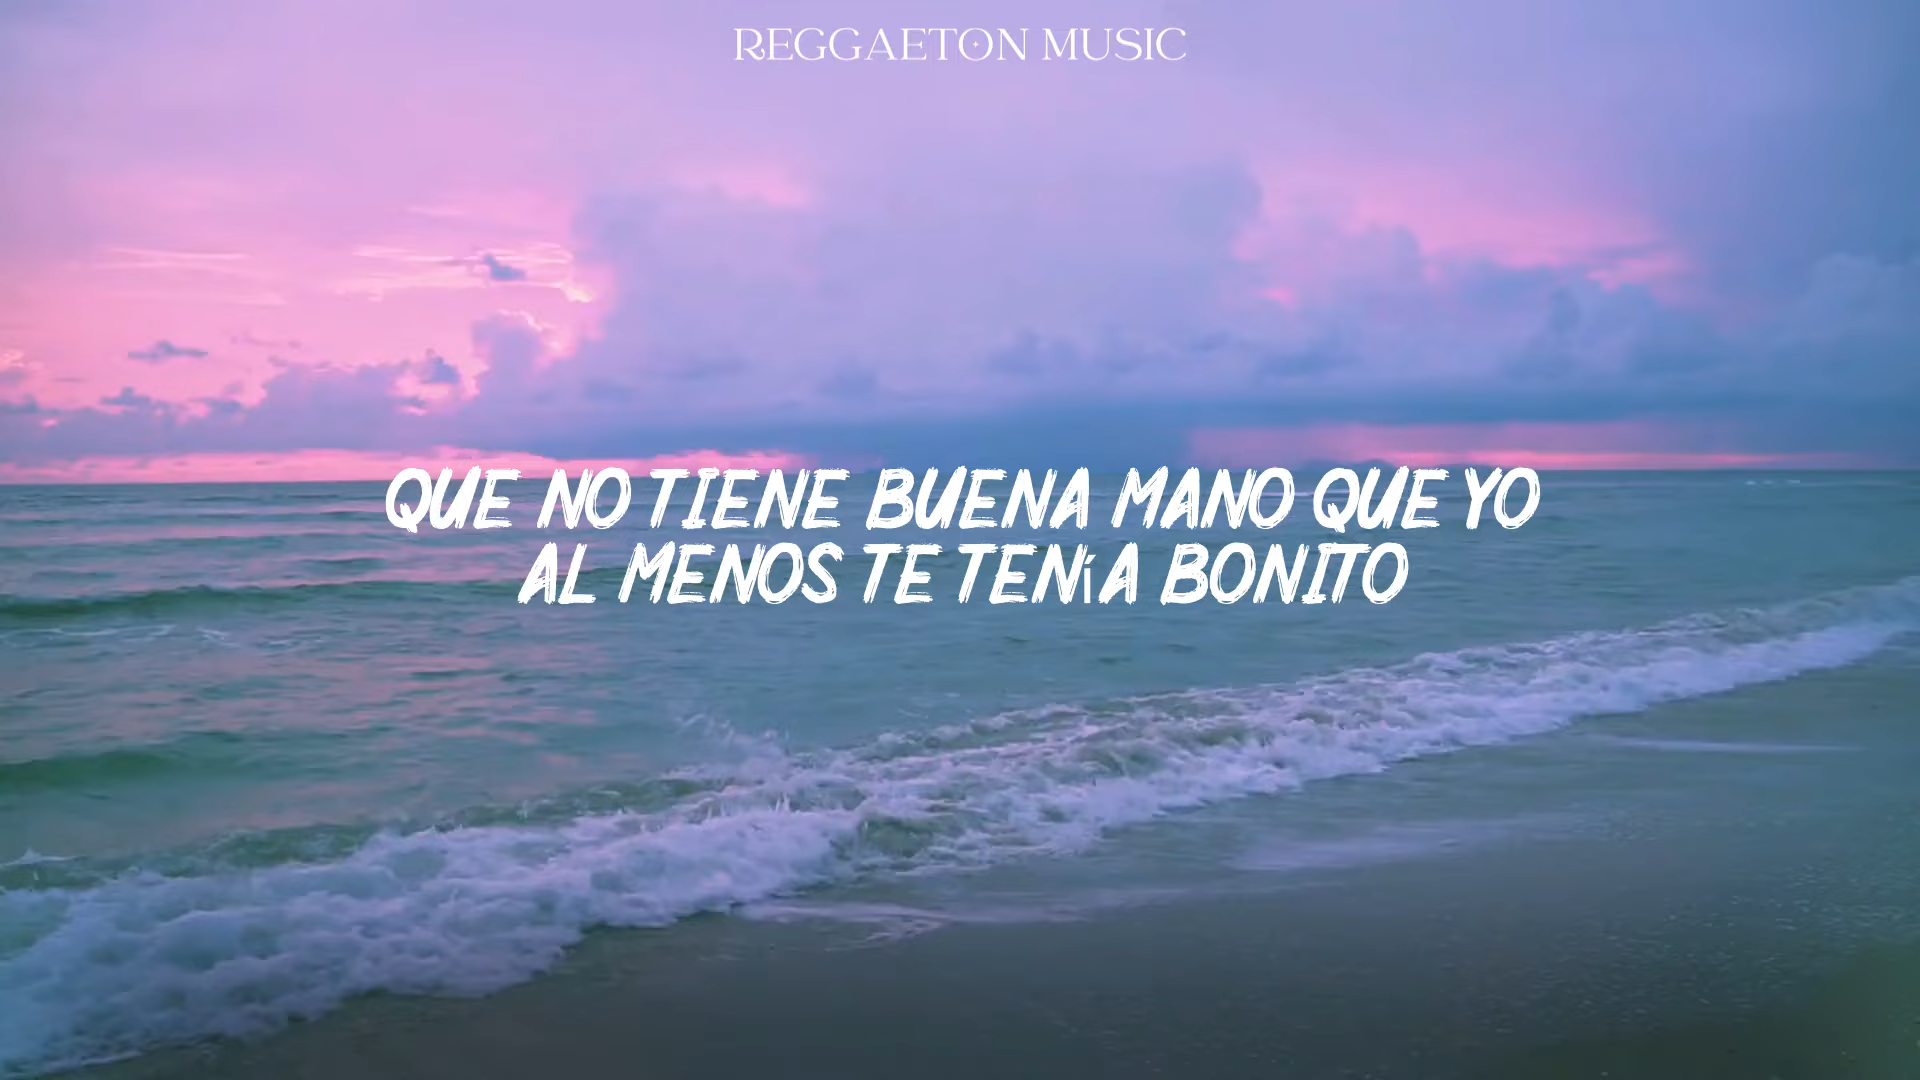 REGGAETON MUSIC
QUE NO TIENE BUENA MANO QUE YO
AL MENOS TE TENíA BONITO